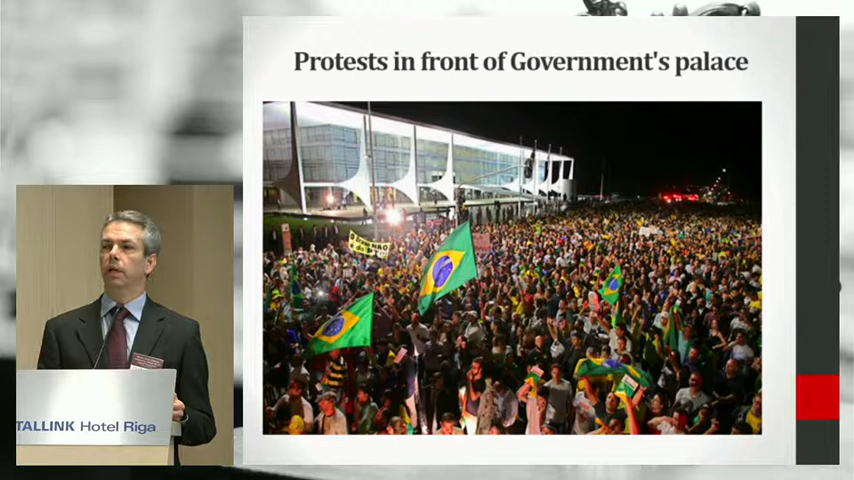 Protests in front of Government's palace
TALLINK Hotel Riga